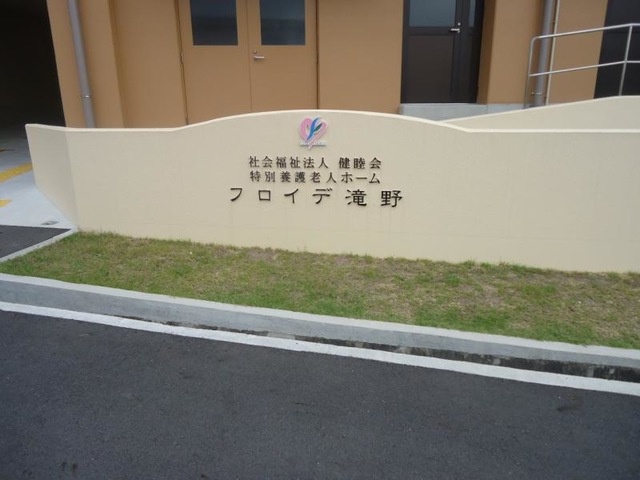 社会福祉法人 健睦会
特別養護老人ホーム
フロイデ滝野